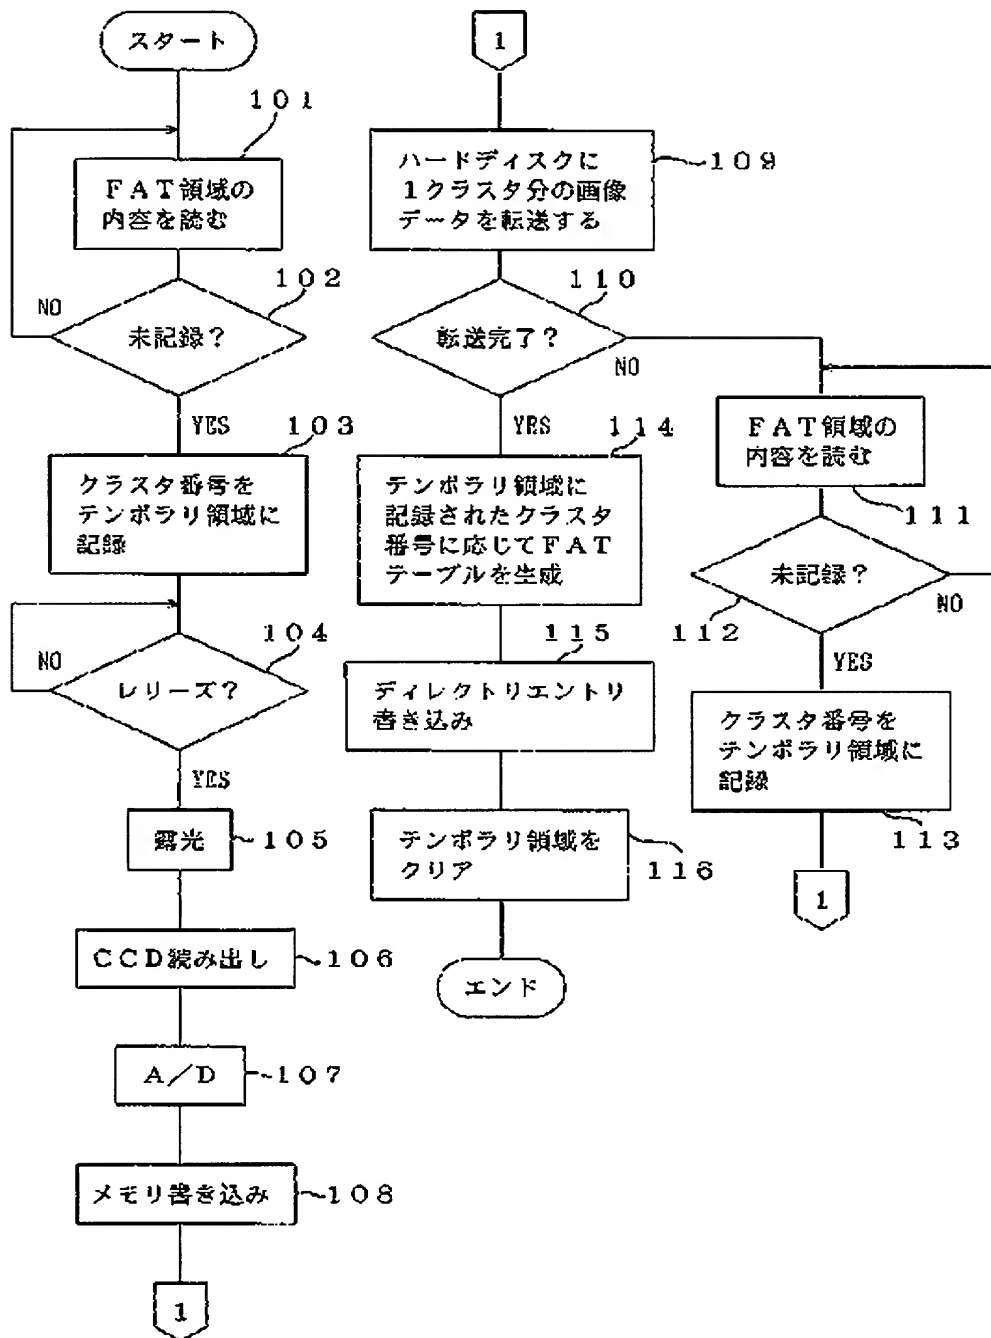 スタート
101
FAT領域の
内容を読む
102
NO
未記録?
YES
103
クラスタ番号を
テンポラリ領域に
記録
104
NO
レリーズ?
YES
露光
105
CCD読み出し
106
A/D
107
メモリ書き込み
108
1
1
ハードディスクに
1クラスタ分の画像
データを転送する
109
110
転送完了?
NO
YES
114
テンポラリ領域に
記録されたクラスタ
番号に応じてFAT
テーブルを生成
115
ディレクトリエントリ
書き込み
テンポラリ領域を
クリア
116
エンド
FAT領域の
内容を読む
111
未記録?
NO
112
YES
クラスタ番号を
テンポラリ領域に
記録
113
1